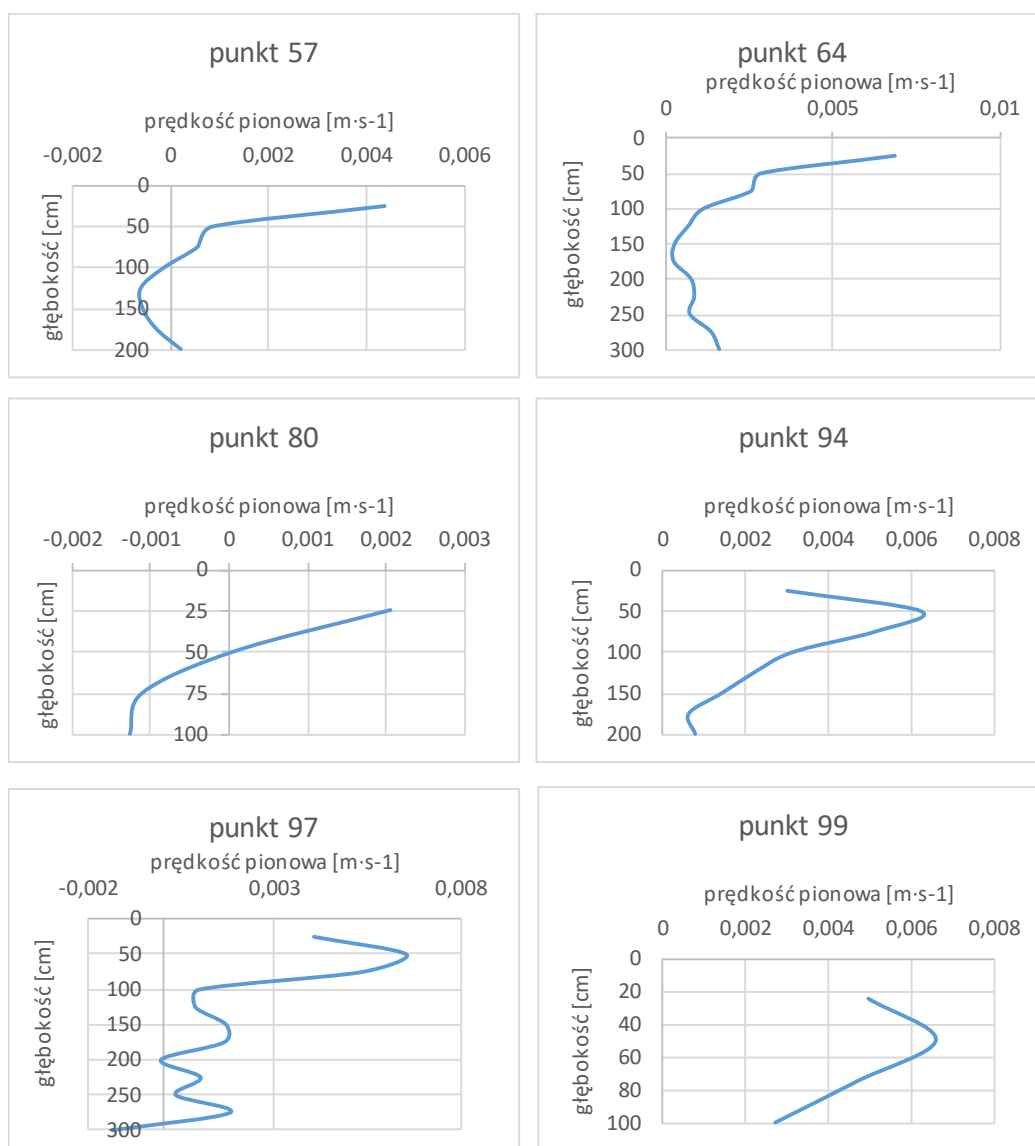 punkt 57
prędkość pionowa [m·s-1]
-0,002 0 0,002 0,004 0,006
0
50
100
150
200
głębokość [cm]
punkt 64
prędkość pionowa [m·s-1]
0 0,005 0,01
0
50
100
150
200
250
300
głębokość [cm]
punkt 80
prędkość pionowa [m·s-1]
-0,002 -0,001 0 0,001 0,002 0,003
0
25
50
75
100
głębokość [cm]
punkt 94
prędkość pionowa [m·s-1]
0 0,002 0,004 0,006 0,008
0
50
100
150
200
głębokość [cm]
punkt 97
prędkość pionowa [m·s-1]
-0,002 0,003 0,008
0
50
100
150
200
250
300
głębokość [cm]
punkt 99
prędkość pionowa [m·s-1]
0 0,002 0,004 0,006 0,008
0
20
40
60
80
100
głębokość [cm]